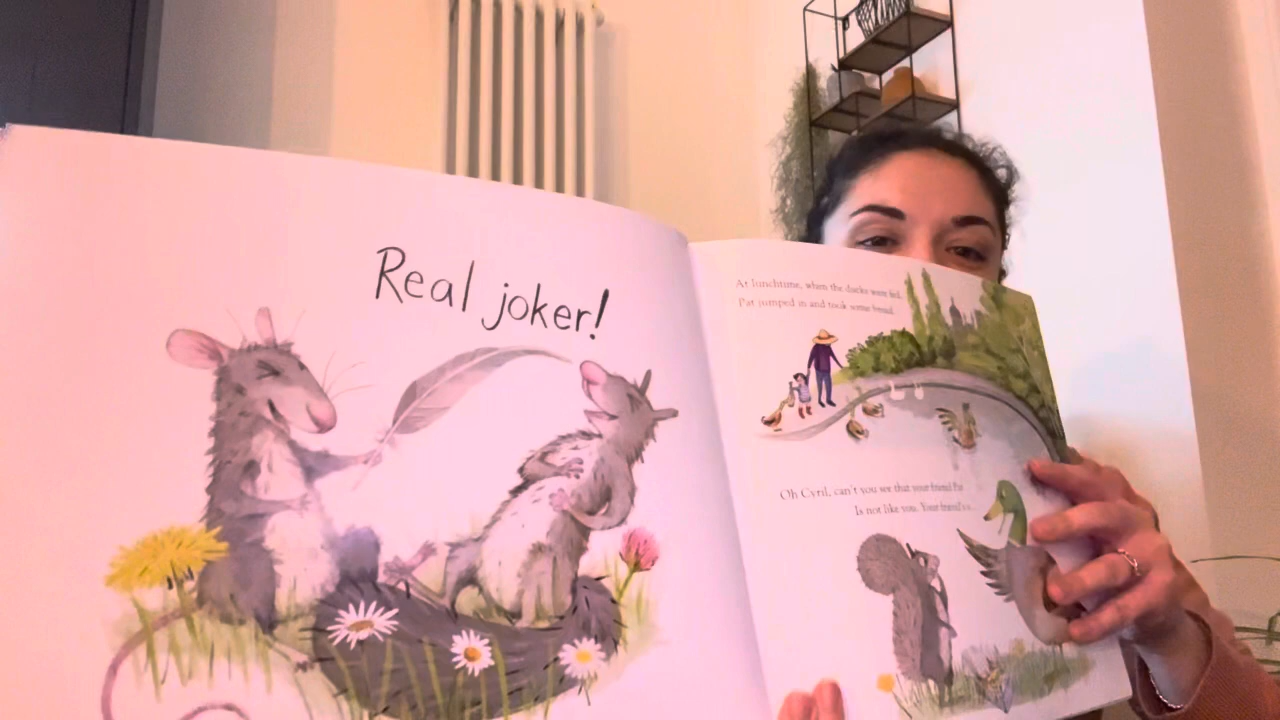 Real joker!
At lunchtime, when the ducks were fed,
Pat jumped in and took some bread.
Oh Cyril, can't you see that your friend Pat
Is not like you. Your friend's a...